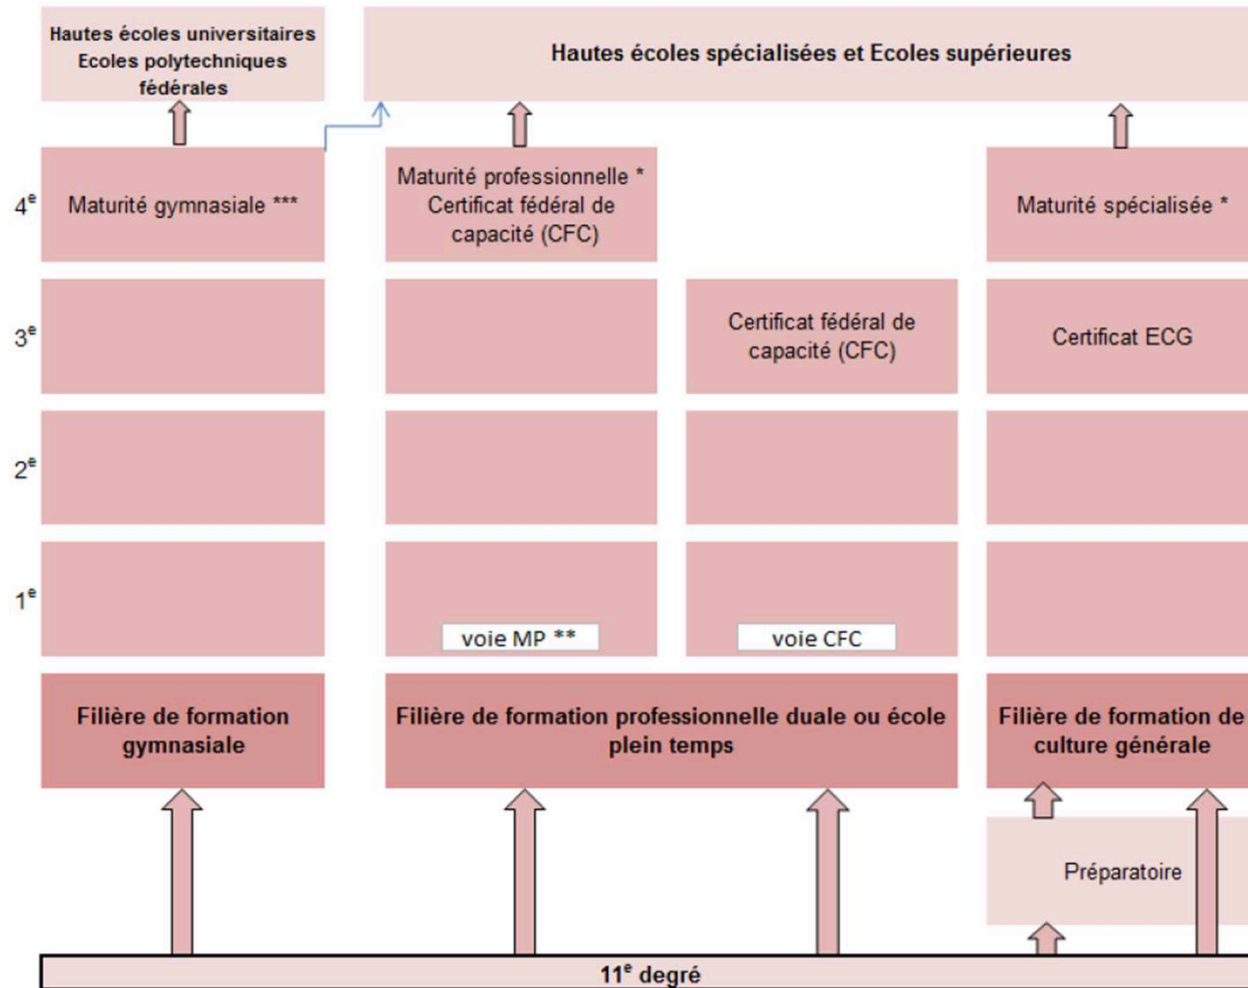 Hautes écoles universitaires
Ecoles polytechniques
fédérales
Hautes écoles spécialisées et Ecoles supérieures
4e
Maturité gymnasiale ***
Maturité professionnelle *
Certificat fédéral de
capacité (CFC)
Maturité spécialisée *
3e
Certificat fédéral de
capacité (CFC)
Certificat ECG
2e
1e
voie MP **
voie CFC
Filière de formation
gymnasiale
Filière de formation professionnelle duale ou école
plein temps
Filière de formation de
culture générale
Préparatoire
11e degré